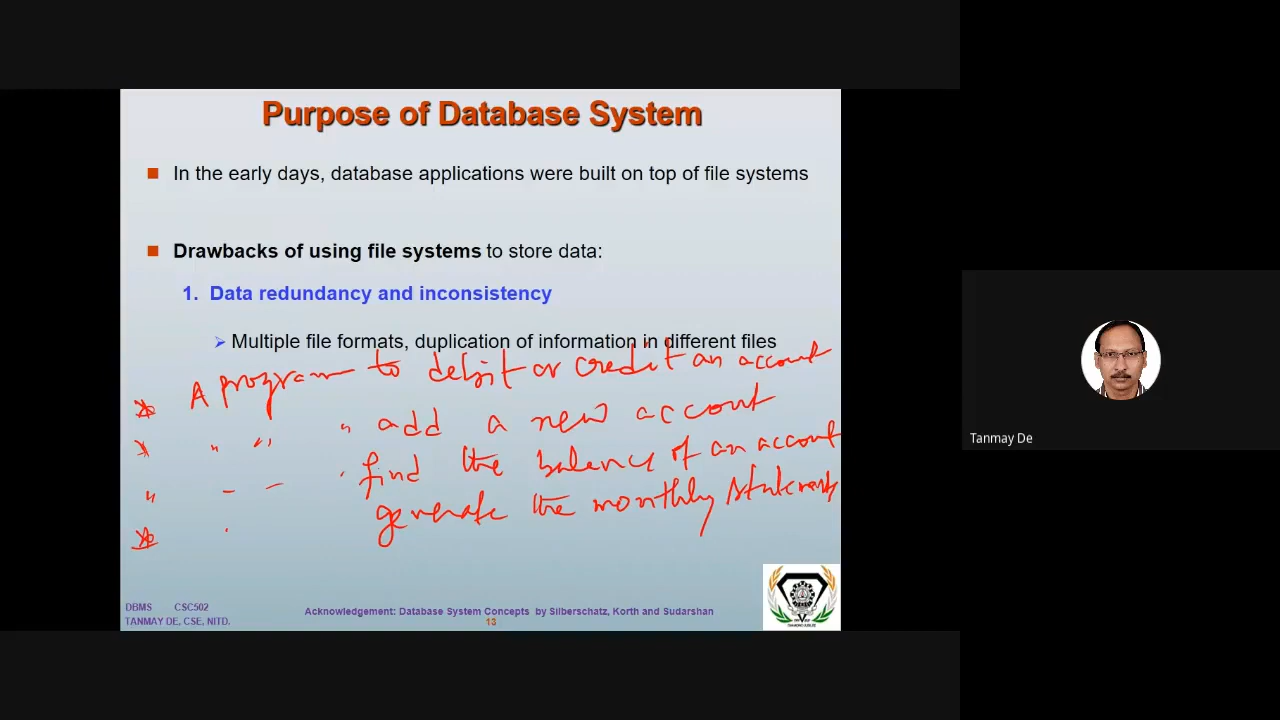 Purpose of Database System
In the early days, database applications were built on top of file systems
Drawbacks of using file systems to store data:
1. Data redundancy and inconsistency
Multiple file formats, duplication of information in different files
A program to debit or credit an account
" " " add a new account
find the balance of an account
generate the monthly
DBMS CSC502
TANMAY DE, CSE, NITD.
Acknowledgement: Database System Concepts by Silberschatz, Korth and Sudarshan
13
Tanmay De